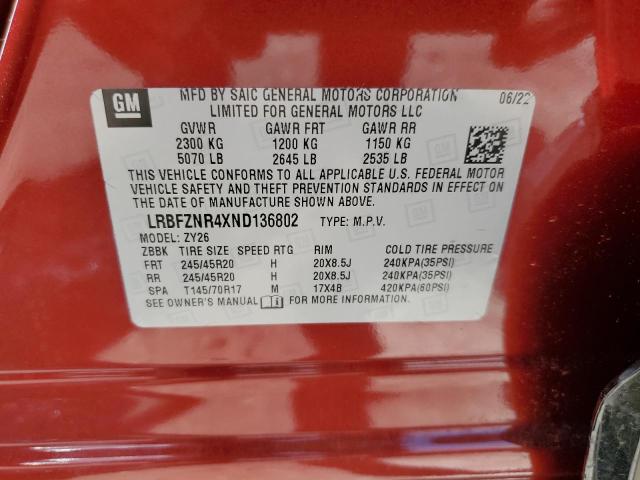 GM
MFD BY SAIC GENERAL MOTORS CORPORATION 06/22
LIMITED FOR GENERAL MOTORS LLC
GVWR GAWR FRT GAWR RR
2300 KG 1200 KG 1150 KG
5070 LB 2645 LB 2535 LB
THIS VEHICLE CONFORMS TO ALL APPLICABLE U.S. FEDERAL MOTOR
VEHICLE SAFETY AND THEFT PREVENTION STANDARDS IN EFFECT ON
THE DATE OF MANUFACTURE SHOWN ABOVE.
LRBFZNR4XND136802 TYPE: M.P.V.
MODEL: ZY26
ZBBK TIRE SIZE SPEED RTG RIM COLD TIRE PRESSURE
FRT 245/45R20 H 20X8.5J 240KPA(35PSI)
RR 245/45R20 H 20X8.5J 240KPA(35PSI)
SPA T145/70R17 M 17X4B 420KPA(60PSI)
SEE OWNER'S MANUAL FOR MORE INFORMATION